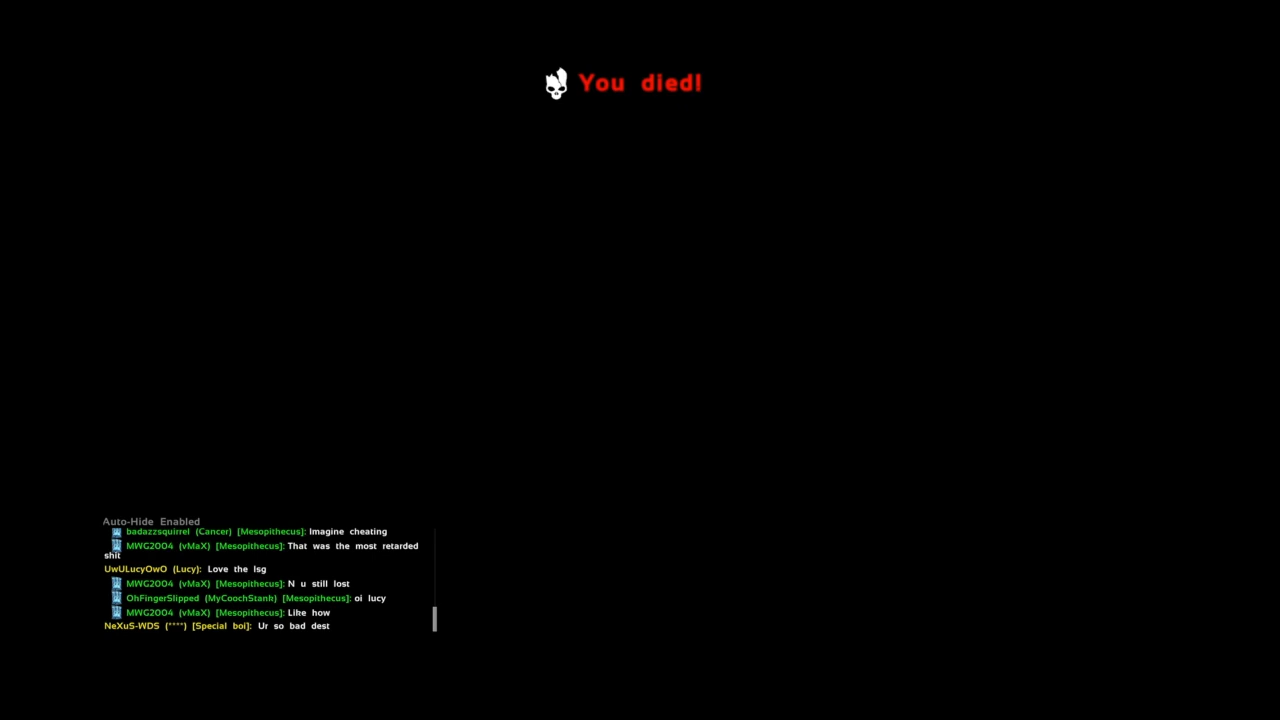 You died!
Auto-Hide Enabled
badazzsquirrel (Cancer) [Mesopithecus]: Imagine cheating
MWG2004 (vMaX) [Mesopithecus]: That was the most retarded
shit
UwULucyOwO (Lucy): Love the lsg
MWG2004 (vMaX) [Mesopithecus]: N u still lost
OhFingerSlipped (MyCoochStank) [Mesopithecus]: oi lucy
MWG2004 (vMaX) [Mesopithecus]: Like how
NeXuS-WDS (****) [Special boi]: Ur so bad dest